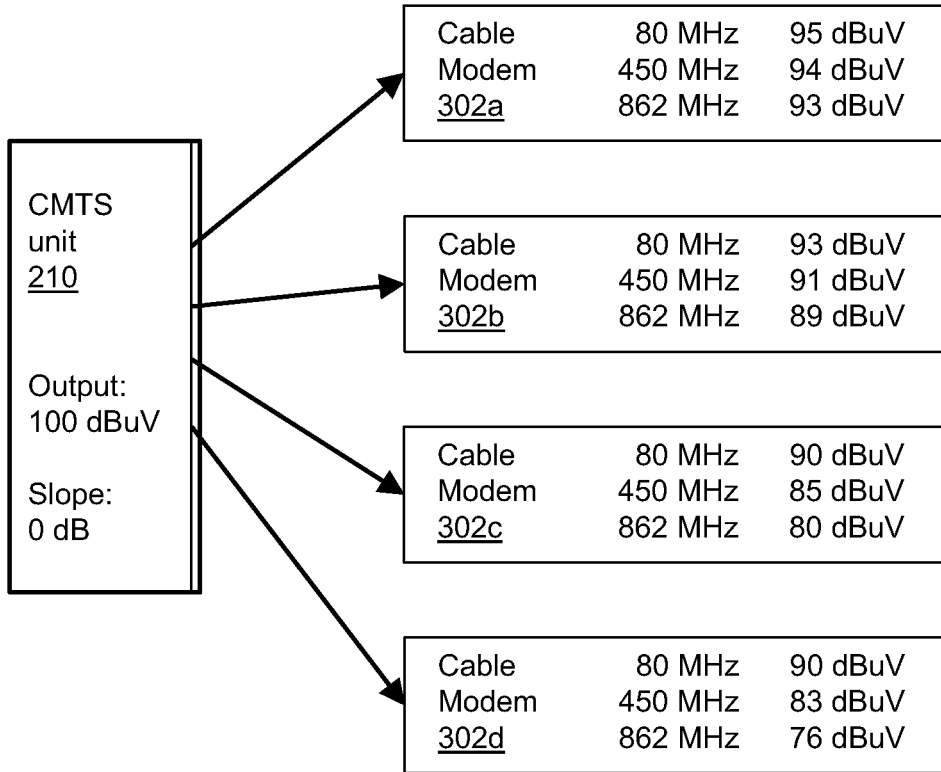 CMTS
unit
210
Output:
100 dBuV
Slope:
0 dB
Cable 80 MHz 95 dBuV
Modem 450 MHz 94 dBuV
302a 862 MHz 93 dBuV
Cable 80 MHz 93 dBuV
Modem 450 MHz 91 dBuV
302b 862 MHz 89 dBuV
Cable 80 MHz 90 dBuV
Modem 450 MHz 85 dBuV
302c 862 MHz 80 dBuV
Cable 80 MHz 90 dBuV
Modem 450 MHz 83 dBuV
302d 862 MHz 76 dBuV